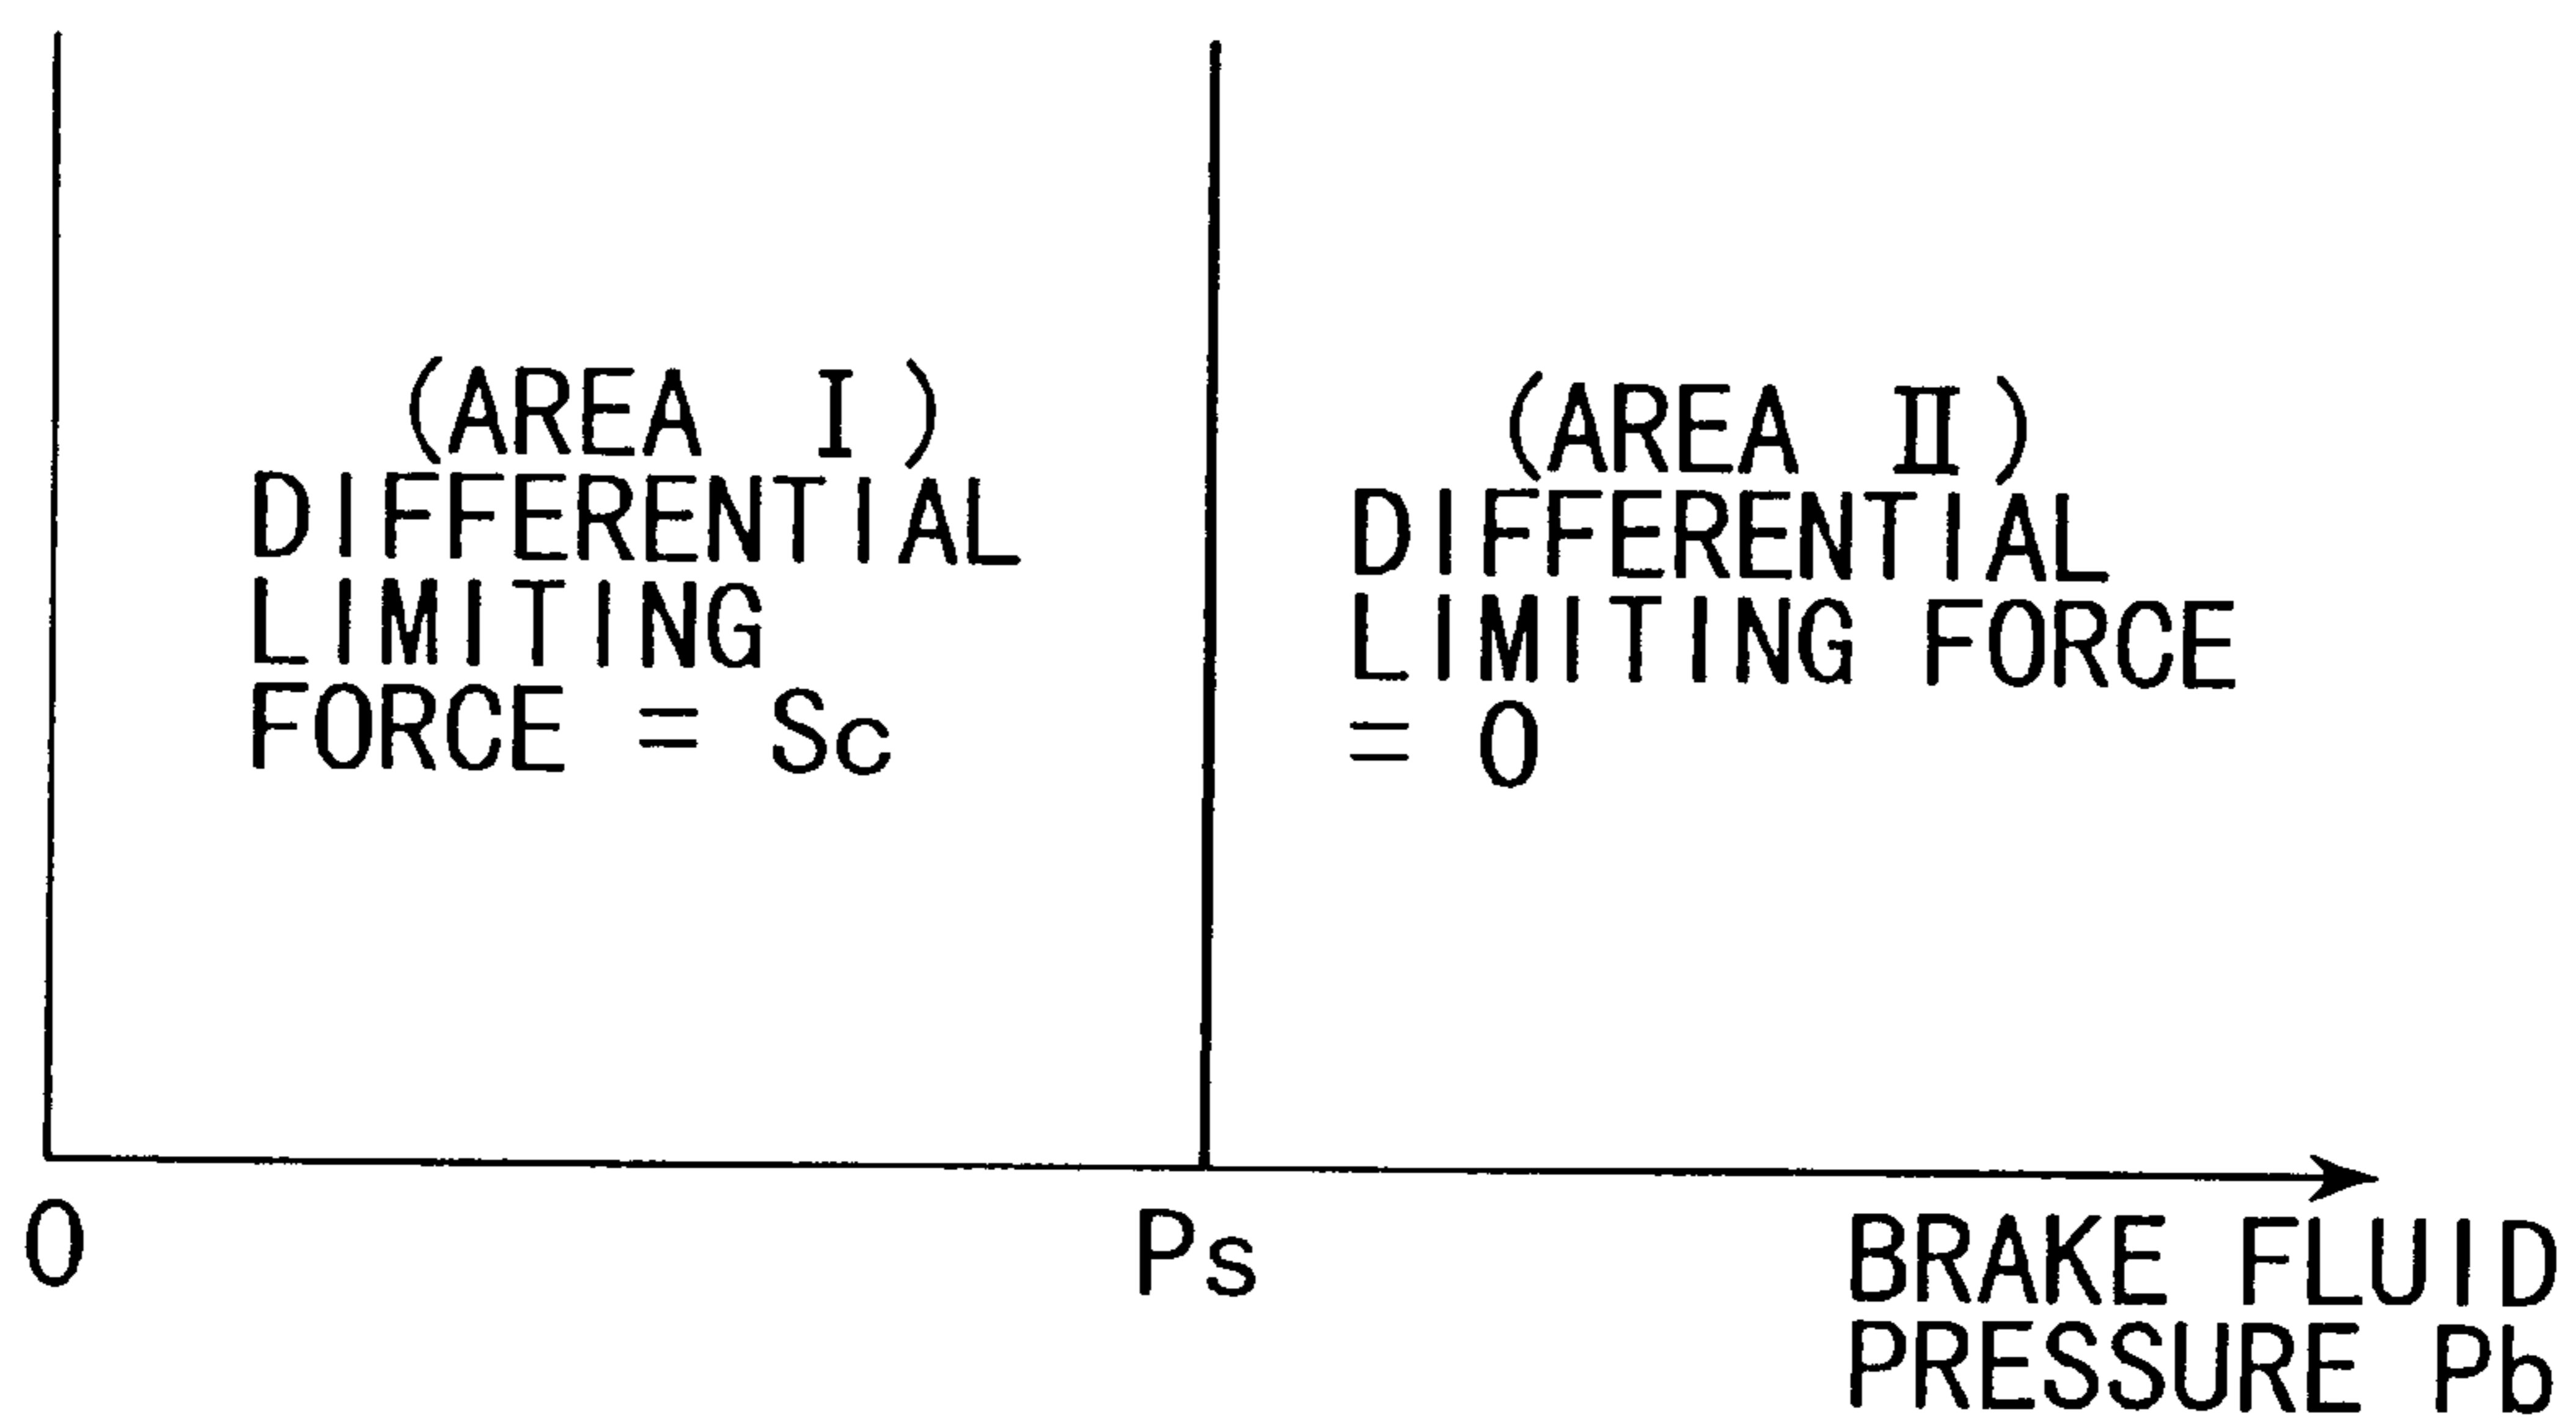 (AREA I)
DIFFERENTIAL
LIMITING
FORCE = Sc
(AREA II)
DIFFERENTIAL
LIMITING FORCE
= 0
0
Ps
BRAKE FLUID
PRESSURE Pb